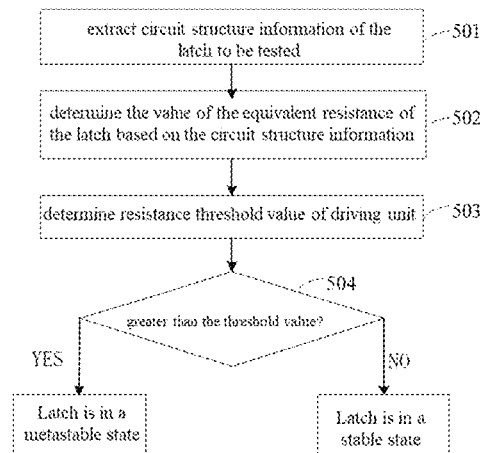 extract circuit structure information of the
latch to be tested
501
determine the value of the equivalent resistance of
the latch based on the circuit structure information
502
determine resistance threshold value of driving unit
503
504
greater than the threshold value?
YES
NO
Latch is in a
metastable state
Latch is in a
stable state